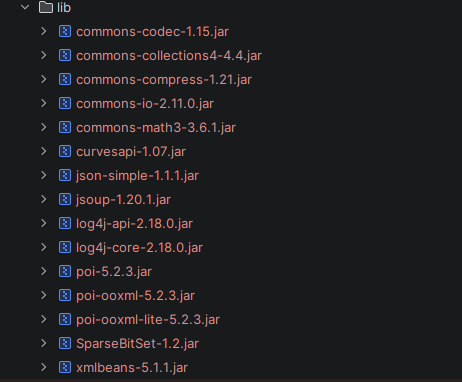 lib
commons-codec-1.15.jar
commons-collections4-4.4.jar
commons-compress-1.21.jar
commons-io-2.11.0.jar
commons-math3-3.6.1.jar
curvesapi-1.07.jar
json-simple-1.1.1.jar
jsoup-1.20.1.jar
log4j-api-2.18.0.jar
log4j-core-2.18.0.jar
poi-5.2.3.jar
poi-ooxml-5.2.3.jar
poi-ooxml-lite-5.2.3.jar
SparseBitSet-1.2.jar
xmlbeans-5.1.1.jar